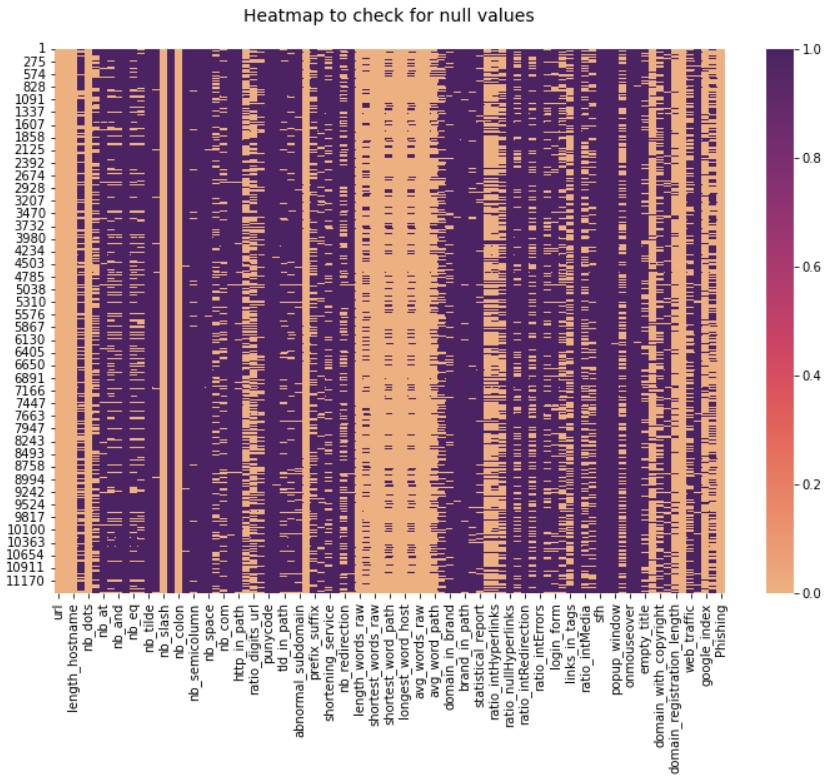 Heatmap to check for null values
1
275
574
828
1091
1337
1607
1858
2125
2392
2674
2928
3207
3470
3732
3980
4234
4503
4785
5038
5310
5576
5867
6130
6405
6650
6891
7166
7447
7663
7947
8243
8493
8758
8994
9242
9524
9817
10100
10363
10654
10911
11170
1.0
0.8
0.6
0.4
0.2
0.0
url
length_hostname
nb_dots
nb_at
nb_and
nb_eq
nb_tilde
nb_slash
nb_colon
nb_semicolumn
nb_space
nb_com
http_in_path
ratio_digits_url
punycode
tld_in_path
abnormal_subdomain
prefix_suffix
shortening_service
nb_redirection
length_words_raw
shortest_words_raw
shortest_word_path
longest_word_host
avg_words_raw
avg_word_path
domain_in_brand
brand_in_path
statistical_report
ratio_intHyperlinks
ratio_nullHyperlinks
ratio_intRedirection
ratio_intErrors
login_form
links_in_tags
ratio_intMedia
sfh
popup_window
onmouseover
empty_title
domain_with_copyright
domain_registration_length
web_traffic
google_index
Phishing